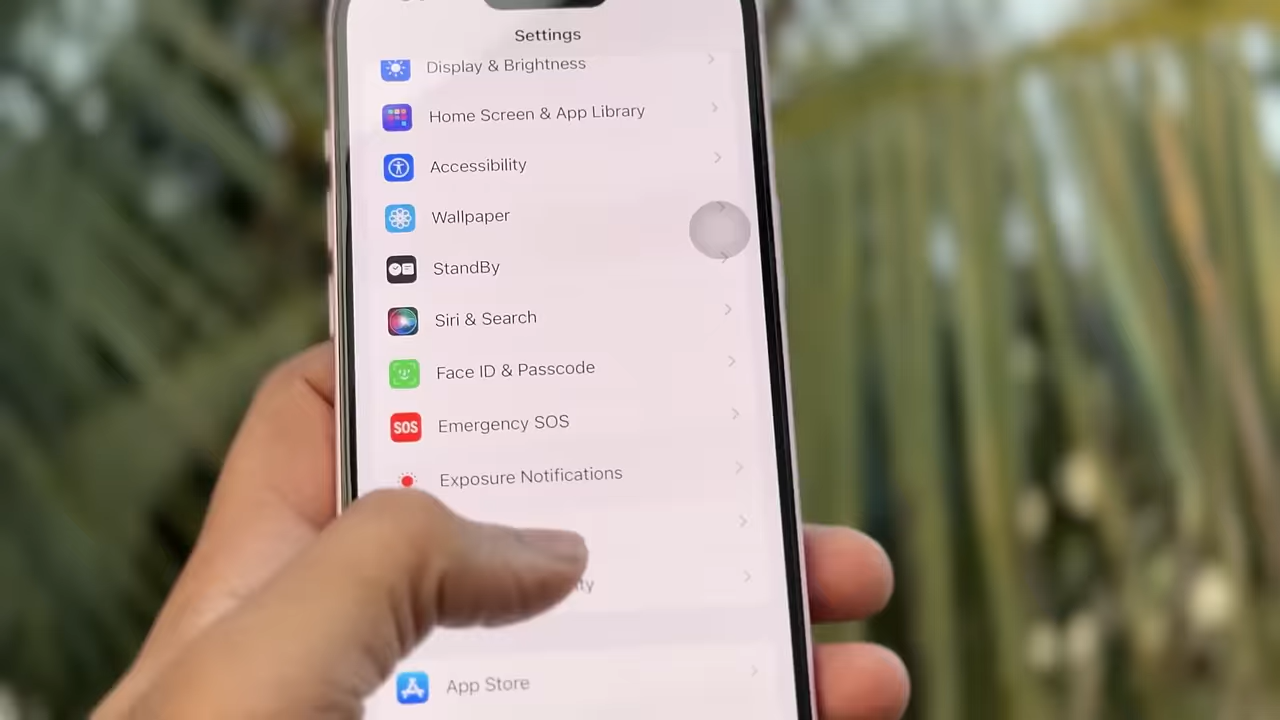 Settings
Display & Brightness
Home Screen & App Library
Accessibility
Wallpaper
StandBy
Siri & Search
Face ID & Passcode
SOS Emergency SOS
Exposure Notifications
App Store